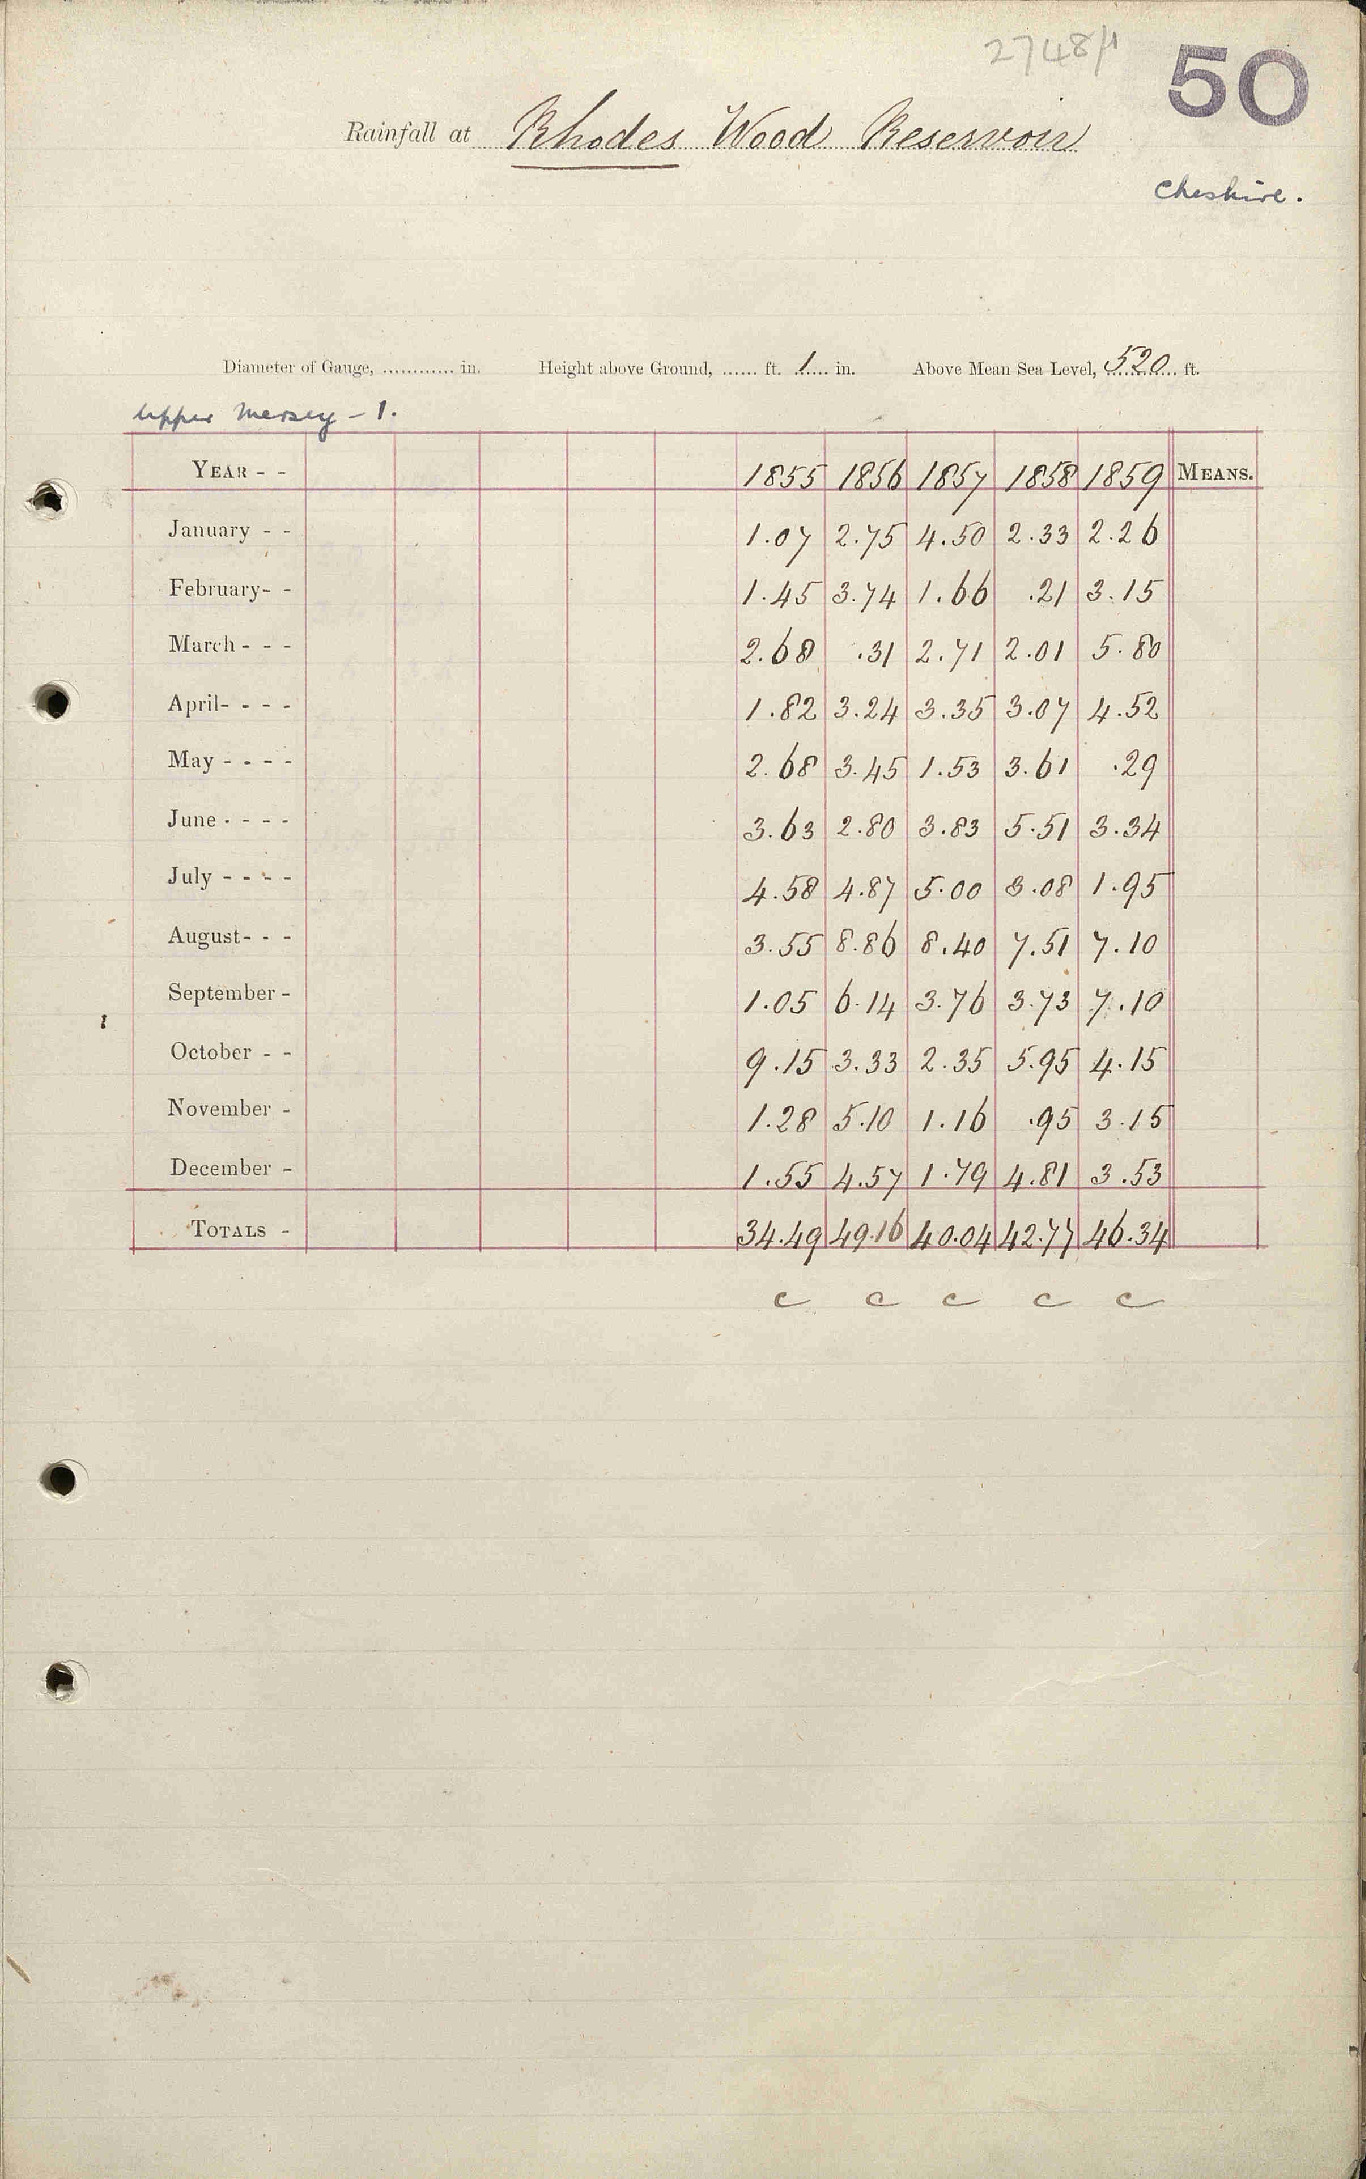 2748/1
50
Rainfall at Rhodes Wood Reservoir
Cheshire.
Diameter of Gauge, ............ in. Height above Ground, ...... ft. 1 in. Above Mean Sea Level, 520 ft.
Upper Mersey - 1.
YEAR - - 1855 1856 1857 1858 1859 MEANS.
January - - 1.07 2.75 4.50 2.33 2.26
February- - 1.45 3.74 1.66 .21 3.15
March - - - 2.68 .31 2.71 2.01 5.80
April- - - - 1.82 3.24 3.35 3.07 4.52
May - - - - 2.68 3.45 1.53 3.61 .29
June - - - - 3.63 2.80 3.83 5.51 3.34
July - - - - 4.58 4.87 5.00 3.08 1.95
August- - - 3.55 8.86 8.40 7.51 7.10
September - 1.05 6.14 3.76 3.73 7.10
October - - 9.15 3.33 2.35 5.95 4.15
November - 1.28 5.10 1.16 .95 3.15
December - 1.55 4.57 1.79 4.81 3.53
TOTALS - 34.49 49.16 40.04 42.77 46.34
c c c c c